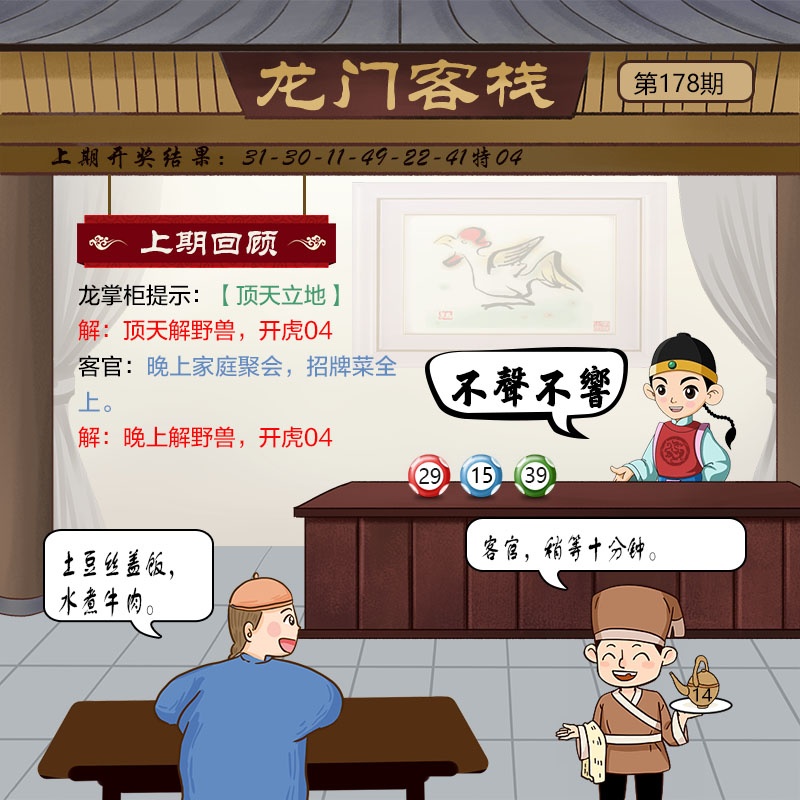 龙门客栈
第178期
上期开奖结果：31-30-11-49-22-41特04
上期回顾
龙掌柜提示：【顶天立地】
解：顶天解野兽，开虎04
客官：晚上家庭聚会，招牌菜全
上。
解：晚上解野兽，开虎04
不聲不響
29 15 39
客官，稍等十分钟。
土豆丝盖饭，
水煮牛肉。
14